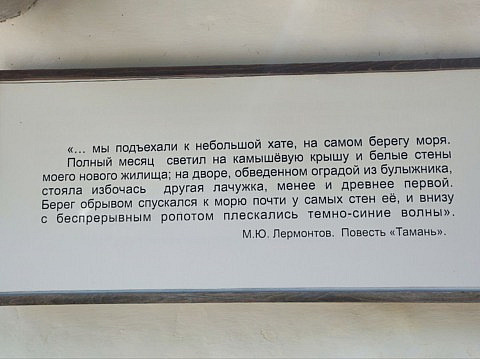 «... мы подъехали к небольшой хате, на самом берегу моря.
Полный месяц светил на камышёвую крышу и белые стены
моего нового жилища; на дворе, обведенном оградой из булыжника,
стояла избочась другая лачужка, менее и древнее первой.
Берег обрывом спускался к морю почти у самых стен её, и внизу
с беспрерывным ропотом плескались темно-синие волны».
М.Ю. Лермонтов. Повесть «Тамань».